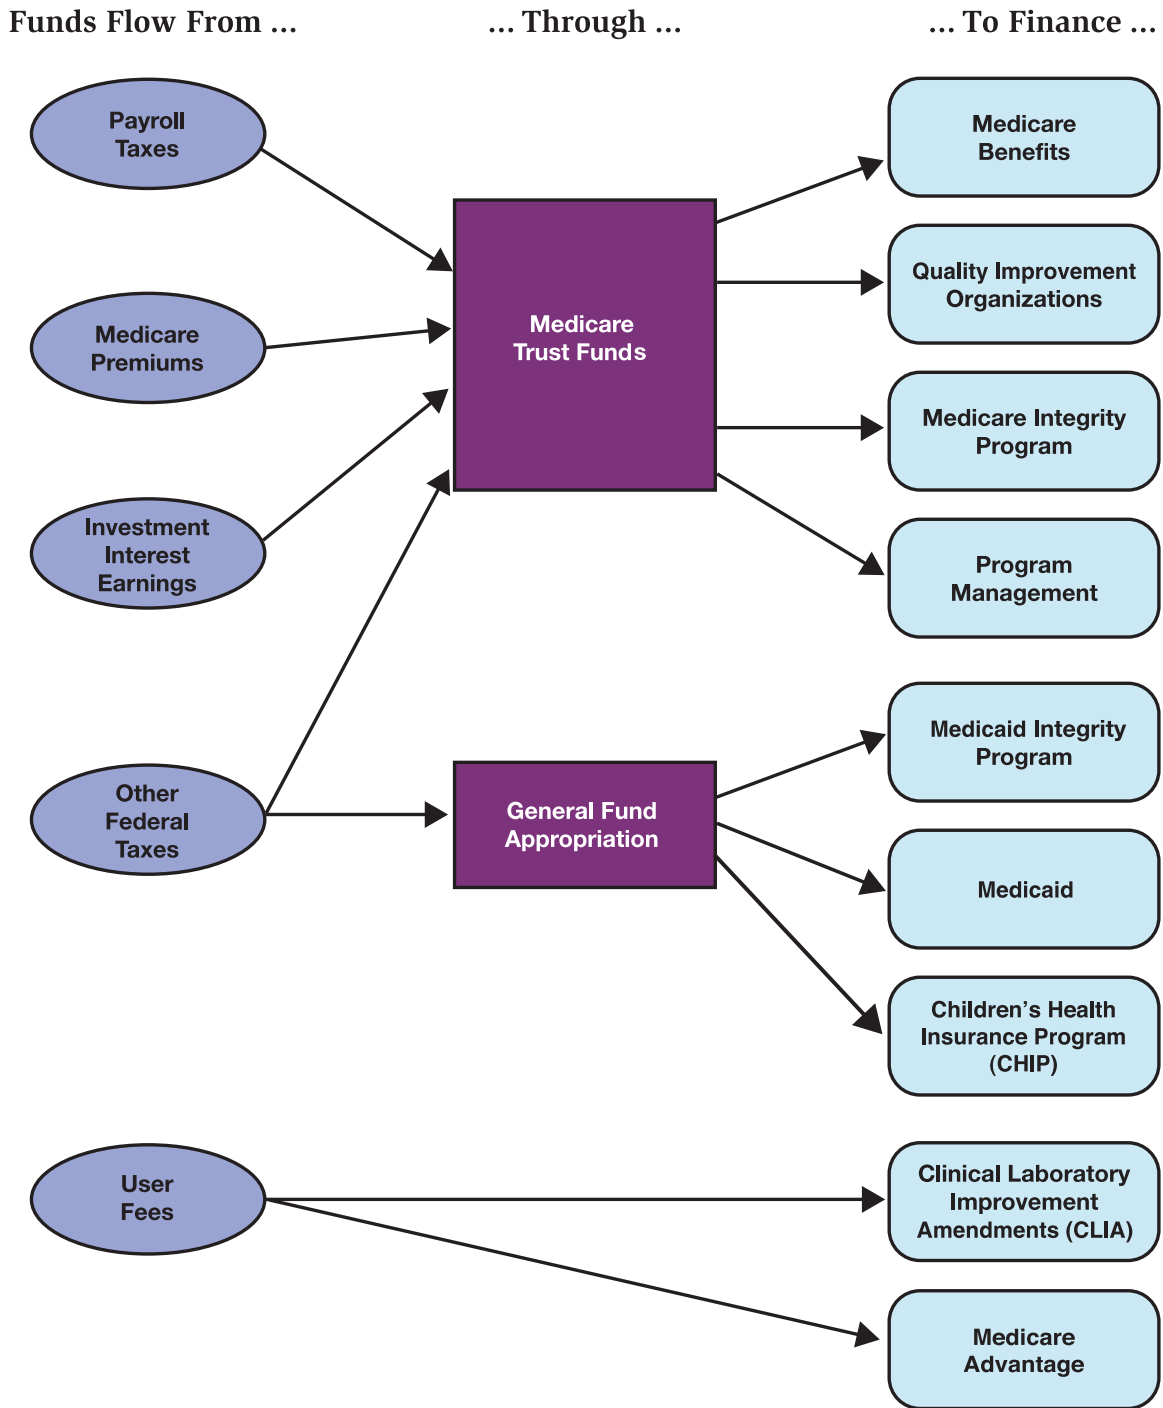 Funds Flow From ...
... Through ...
... To Finance ...
Payroll
Taxes
Medicare
Premiums
Investment
Interest
Earnings
Other
Federal
Taxes
User
Fees
Medicare
Trust Funds
General Fund
Appropriation
Medicare
Benefits
Quality Improvement
Organizations
Medicare Integrity
Program
Program
Management
Medicaid Integrity
Program
Medicaid
Children’s Health
Insurance Program
(CHIP)
Clinical Laboratory
Improvement
Amendments (CLIA)
Medicare
Advantage